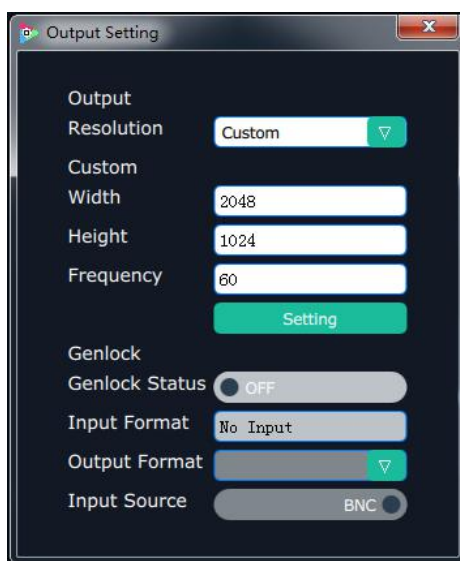 Output Setting
x
Output
Resolution Custom
Custom
Width 2048
Height 1024
Frequency 60
Setting
Genlock
Genlock Status OFF
Input Format No Input
Output Format
Input Source BNC